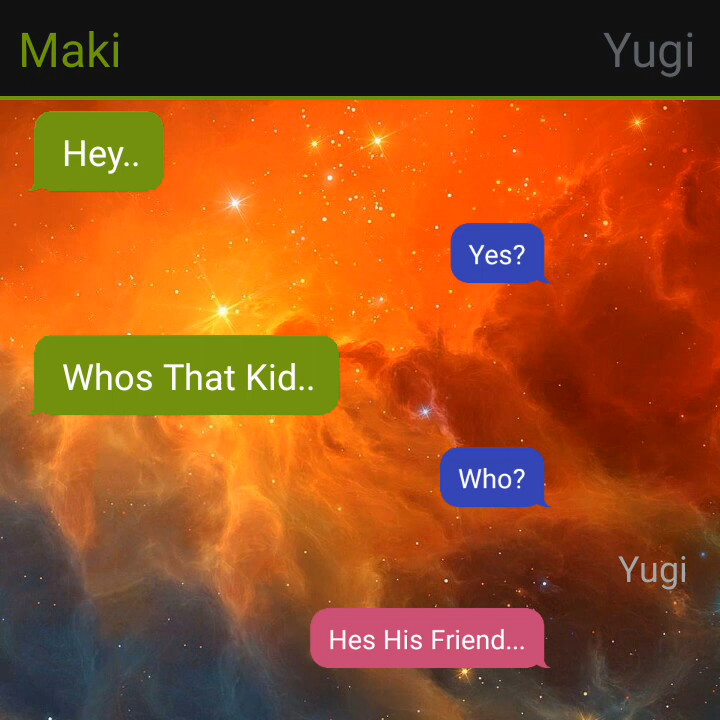 Maki
Yugi
Hey..
Yes?
Whos That Kid..
Who?
Yugi
Hes His Friend...